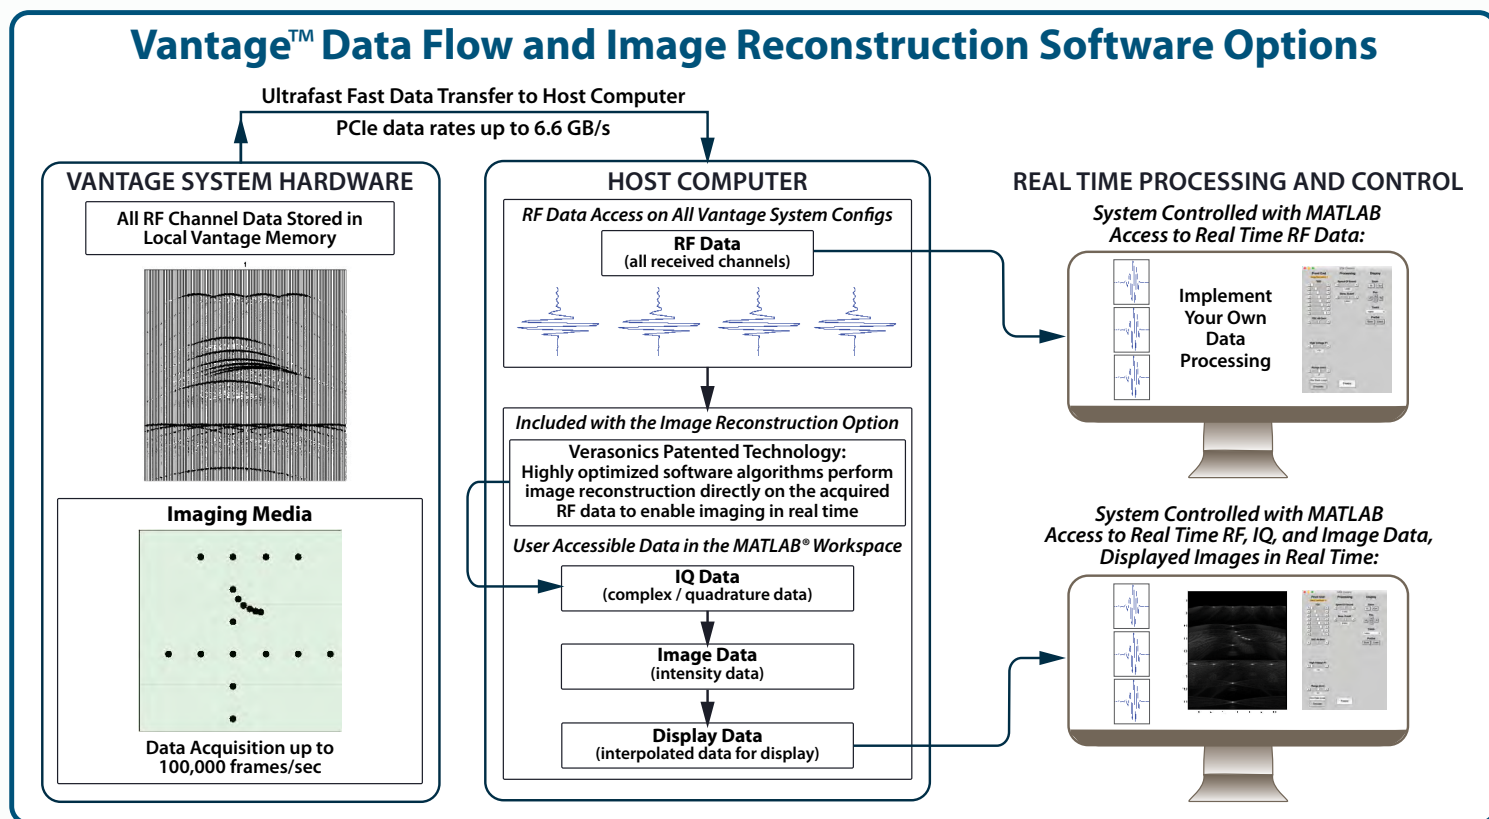 Vantage™ Data Flow and Image Reconstruction Software Options
Ultrafast Fast Data Transfer to Host Computer
PCIe data rates up to 6.6 GB/s
VANTAGE SYSTEM HARDWARE
All RF Channel Data Stored in
Local Vantage Memory
1
Imaging Media
Data Acquisition up to
100,000 frames/sec
HOST COMPUTER
RF Data Access on All Vantage System Configs
RF Data
(all received channels)
Included with the Image Reconstruction Option
Verasonics Patented Technology:
Highly optimized software algorithms perform
image reconstruction directly on the acquired
RF data to enable imaging in real time
User Accessible Data in the MATLAB® Workspace
IQ Data
(complex / quadrature data)
Image Data
(intensity data)
Display Data
(interpolated data for display)
REAL TIME PROCESSING AND CONTROL
System Controlled with MATLAB
Access to Real Time RF Data:
Implement
Your Own
Data
Processing
Processing
Display
System Controlled with MATLAB
Access to Real Time RF, IQ, and Image Data,
Displayed Images in Real Time:
Processing
Display